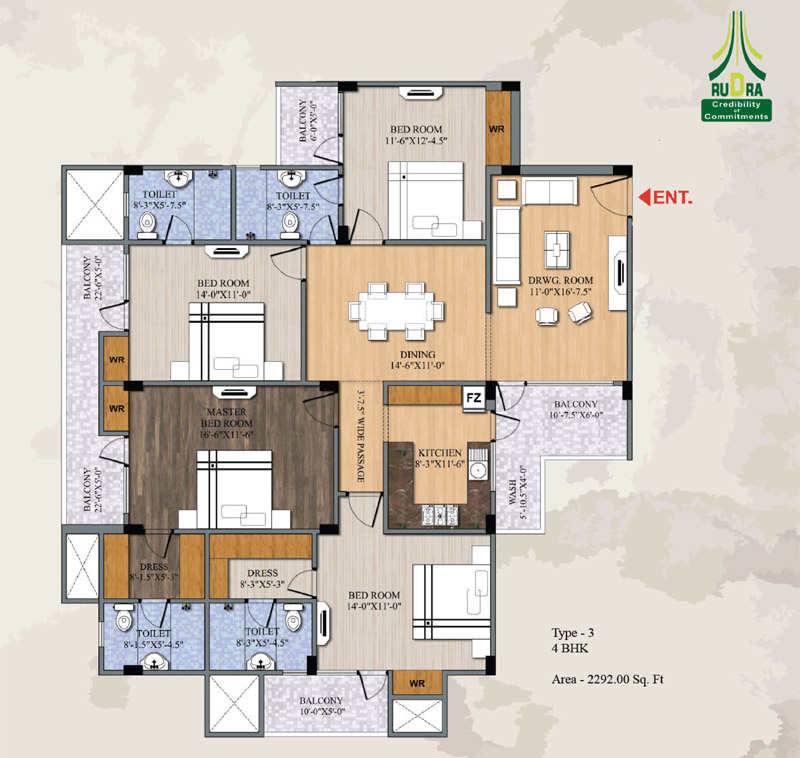 RUDRA
Credibility
of
Commitments
BALCONY
6'-0"X5'-0"
BED ROOM
11'-6"X12'-4.5"
WR
TOILET
8'-3"X5'-7.5"
TOILET
8'-3"X5'-7.5"
ENT.
BALCONY
22'-6"X5'-0"
BED ROOM
14'-0"X11'-0"
DRWG. ROOM
11'-0"X16'-7.5"
WR
DINING
14'-6"X11'-0"
WR
MASTER
BED ROOM
16'-6"X11'-6"
3'-7.5" WIDE PASSAGE
FZ
BALCONY
10'-7.5"X6'-0"
KITCHEN
8'-3"X11'-6"
BALCONY
22'-6"X5'-0"
WASH
5'-10.5"X4'-0"
DRESS
8'-1.5"X5'-3"
DRESS
8'-3"X5'-3"
BED ROOM
14'-0"X11'-0"
TOILET
8'-1.5"X5'-4.5"
TOILET
8'-3"X5'-4.5"
WR
BALCONY
10'-0"X5'-0"
Type - 3
4 BHK
Area - 2292.00 Sq. Ft